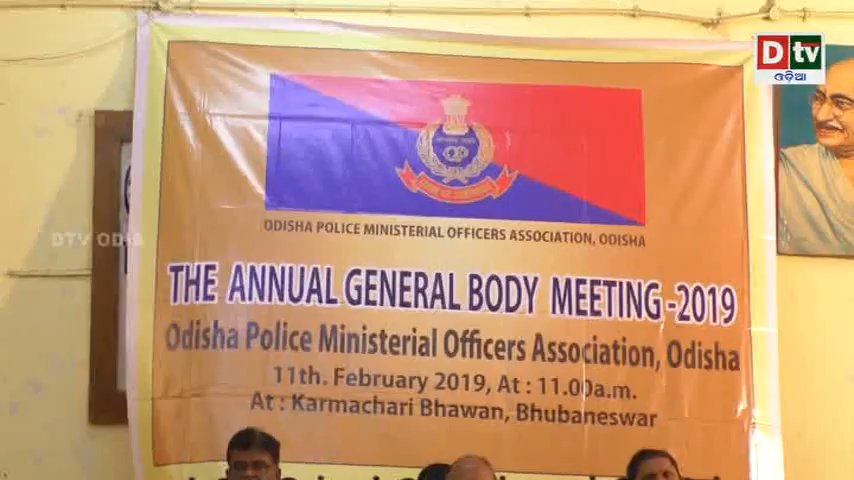 Dtv
ଓଡ଼ିଆ
DTV ODIA
ODISHA POLICE MINISTERIAL OFFICERS ASSOCIATION, ODISHA
THE ANNUAL GENERAL BODY MEETING-2019
Odisha Police Ministerial Officers Association, Odisha
11th. February 2019, At : 11.00a.m.
At : Karmachari Bhawan, Bhubaneswar